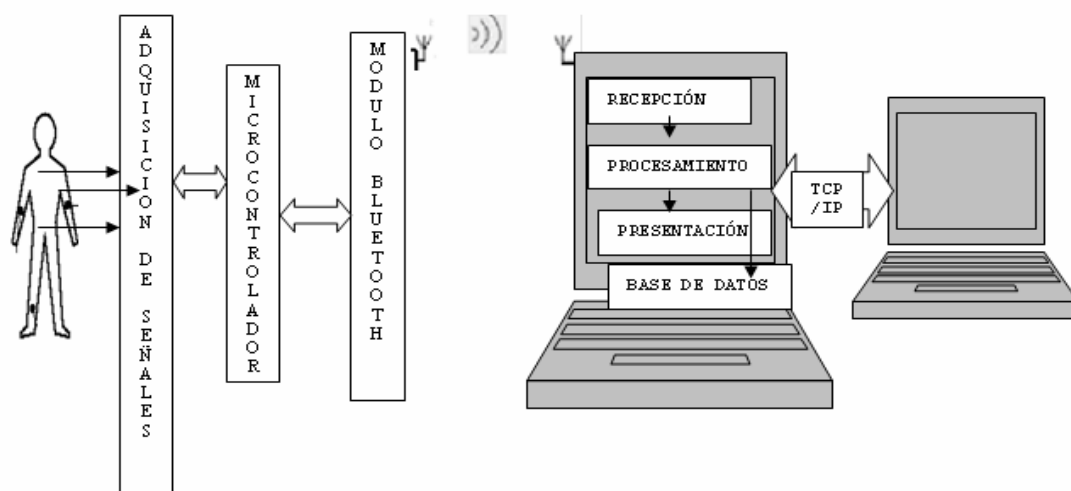 ADQUISICION DE SEÑALES
MICROCONTROLADOR
MODULO BLUETOOTH
RECEPCIÓN
PROCESAMIENTO
PRESENTACIÓN
BASE DE DATOS
TCP
/IP